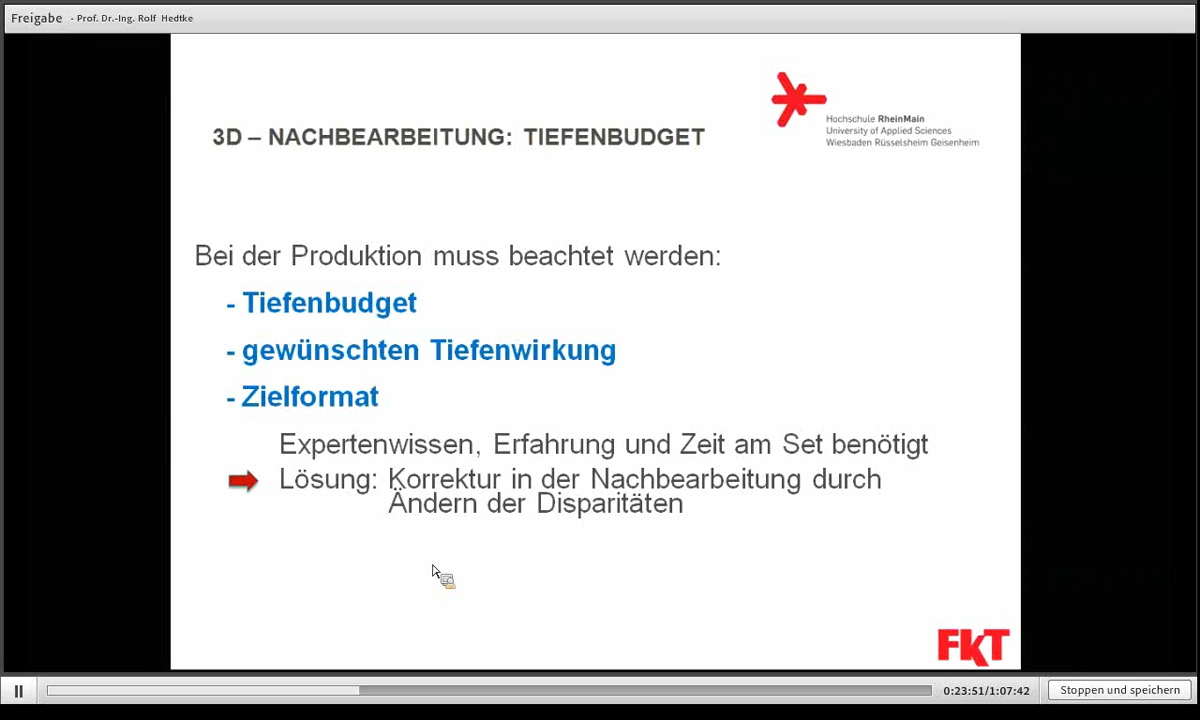 Freigabe - Prof. Dr.-Ing. Rolf Hedtke
Hochschule RheinMain
University of Applied Sciences
Wiesbaden Rüsselsheim Geisenheim
3D – NACHBEARBEITUNG: TIEFENBUDGET
Bei der Produktion muss beachtet werden:
- Tiefenbudget
- gewünschten Tiefenwirkung
- Zielformat
Expertenwissen, Erfahrung und Zeit am Set benötigt
Lösung: Korrektur in der Nachbearbeitung durch
Ändern der Disparitäten
FKT
0:23:51/1:07:42
Stoppen und speichern